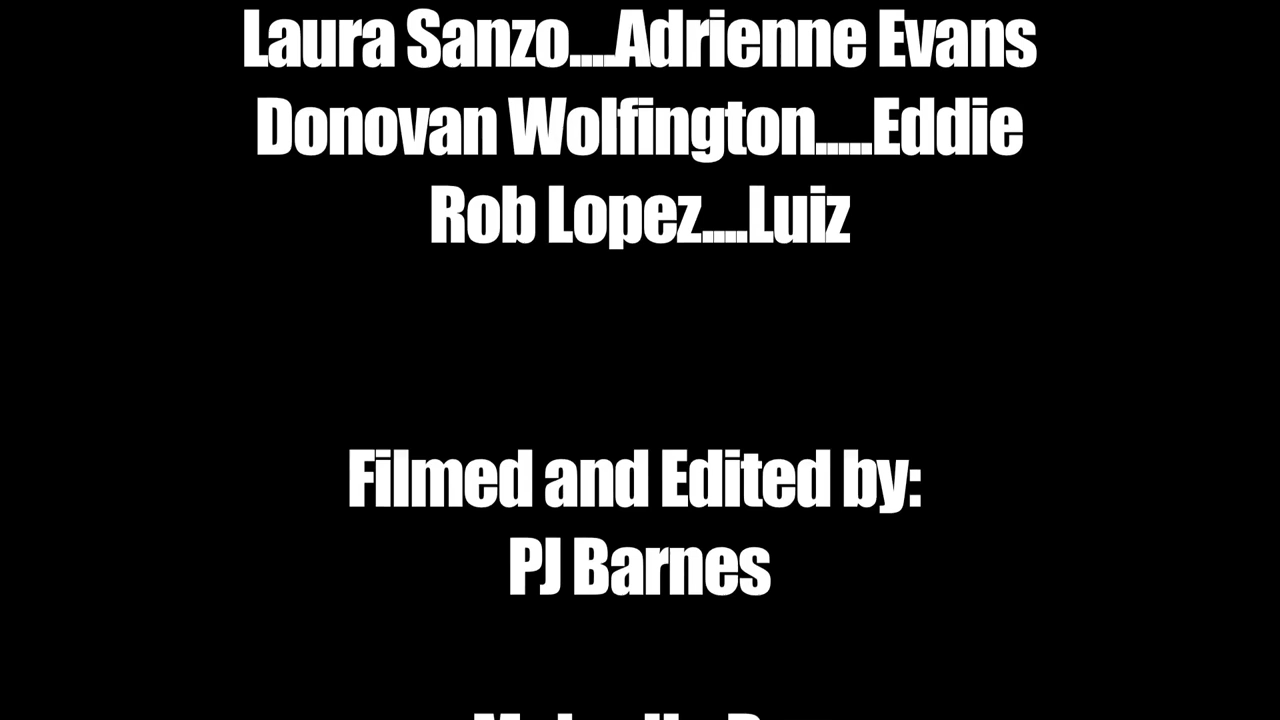 Laura Sanzo....Adrienne Evans
Donovan Wolfington.....Eddie
Rob Lopez....Luiz
Filmed and Edited by:
PJ Barnes